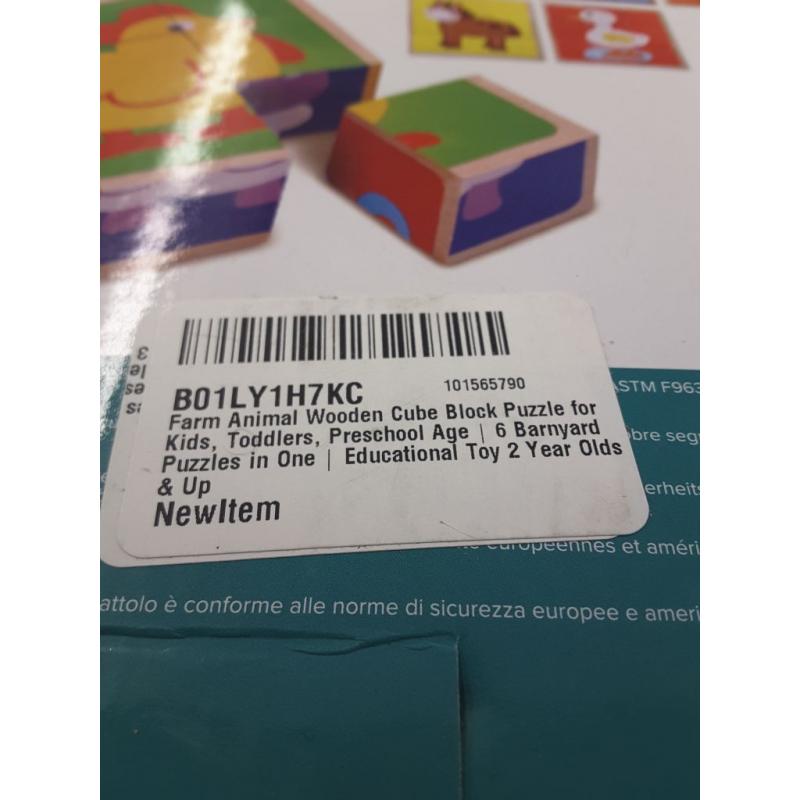 B01LY1H7KC
101565790
Farm Animal Wooden Cube Block Puzzle for
Kids, Toddlers, Preschool Age | 6 Barnyard
Puzzles in One | Educational Toy 2 Year Olds
& Up
NewItem
ASTM F963
erheits
européennes et améri
attolo è conforme alle norme di sicurezza europee e ameri